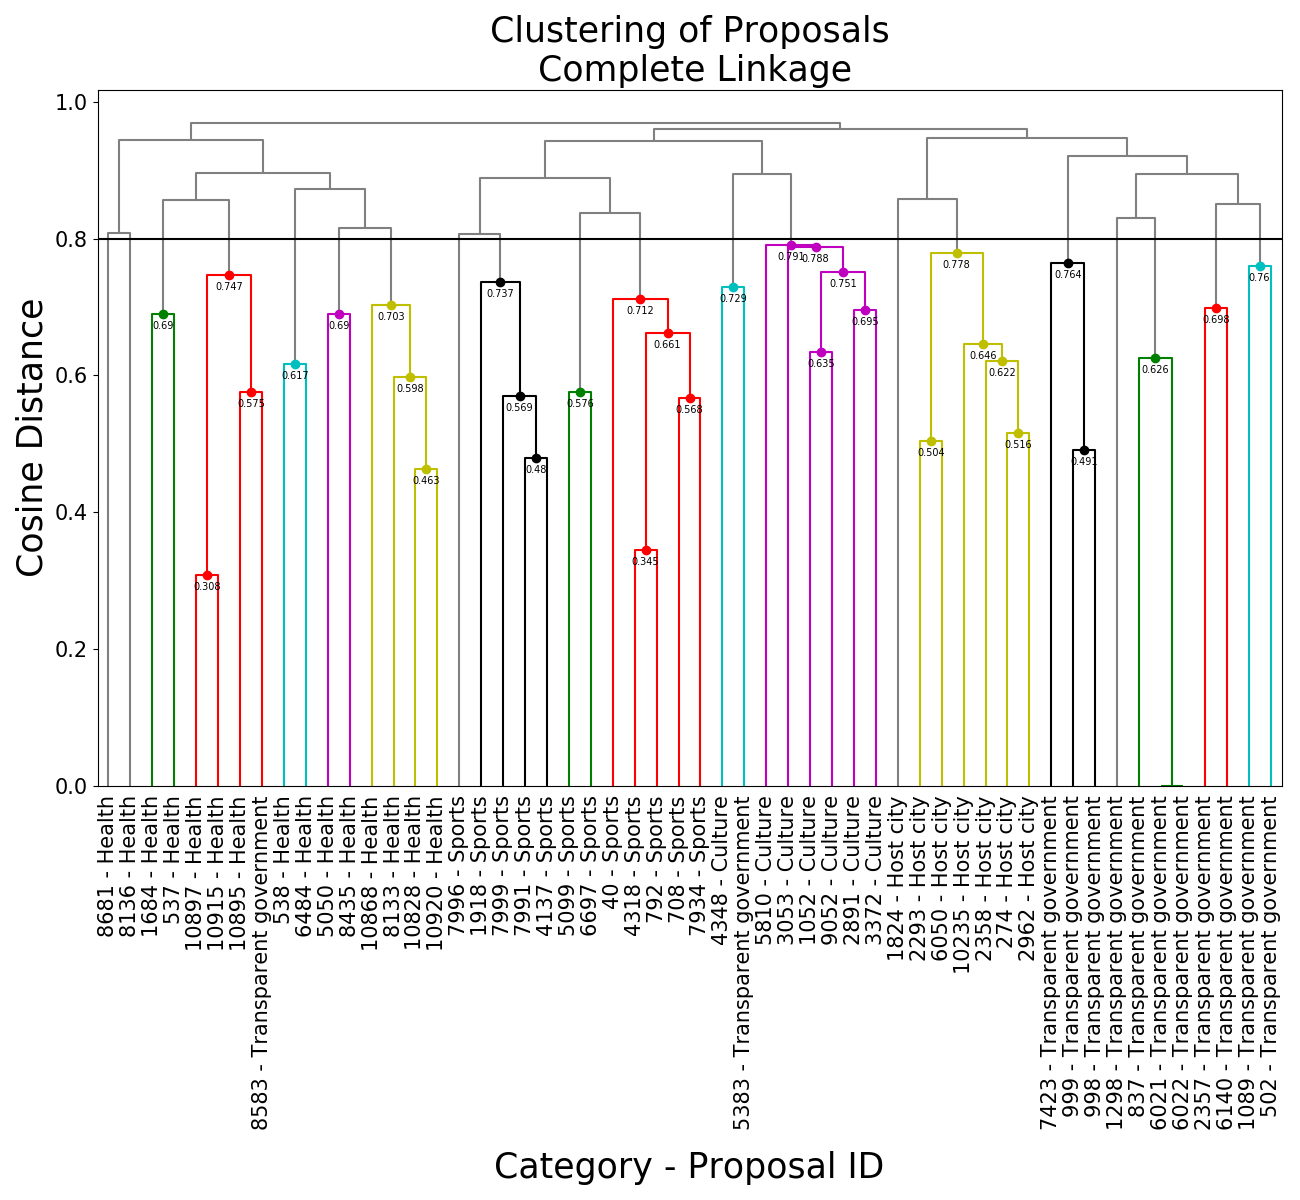 Clustering of Proposals
Complete Linkage
1.0
0.8
0.6
0.4
0.2
0.0
Cosine Distance
0.69
0.747
0.308
0.575
0.617
0.69
0.703
0.598
0.463
0.737
0.569
0.48
0.576
0.712
0.661
0.345
0.568
0.729
0.791
0.788
0.751
0.695
0.635
0.778
0.646
0.622
0.504
0.516
0.764
0.491
0.626
0.698
0.76
8681 - Health
8136 - Health
1684 - Health
537 - Health
10897 - Health
10915 - Health
10895 - Health
8583 - Transparent government
538 - Health
6484 - Health
5050 - Health
8435 - Health
10868 - Health
8133 - Health
10828 - Health
10920 - Health
7996 - Sports
1918 - Sports
7999 - Sports
7991 - Sports
4137 - Sports
5099 - Sports
6697 - Sports
40 - Sports
4318 - Sports
792 - Sports
708 - Sports
7934 - Sports
4348 - Culture
5383 - Transparent government
5810 - Culture
3053 - Culture
1052 - Culture
9052 - Culture
2891 - Culture
3372 - Culture
1824 - Host city
2293 - Host city
6050 - Host city
10235 - Host city
2358 - Host city
274 - Host city
2962 - Host city
7423 - Transparent government
999 - Transparent government
998 - Transparent government
1298 - Transparent government
837 - Transparent government
6021 - Transparent government
6022 - Transparent government
2357 - Transparent government
6140 - Transparent government
1089 - Transparent government
502 - Transparent government
Category - Proposal ID